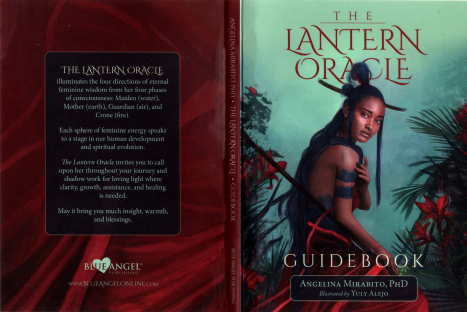 THE LANTERN ORACLE
illuminates the four directions of eternal
feminine wisdom from her four phases
of consciousness: Maiden (water),
Mother (earth), Guardian (air), and
Crone (fire).
Each sphere of feminine energy speaks
to a stage in our human development
and spiritual evolution.
The Lantern Oracle invites you to call
upon her throughout your journey and
shadow work for loving light where
clarity, growth, assistance, and healing
is needed.
May it bring you much insight, warmth,
and blessings.
BLUE ANGEL®
PUBLISHING
WWW.BLUEANGELONLINE.COM
ANGELINA MIRABITO, PHD • THE LANTERN ORACLE • GUIDEBOOK
BLUE ANGEL PUBLISHING
THE
LANTERN
ORACLE
GUIDEBOOK
ANGELINA MIRABITO, PHD
Illustrated by YULY ALEJO